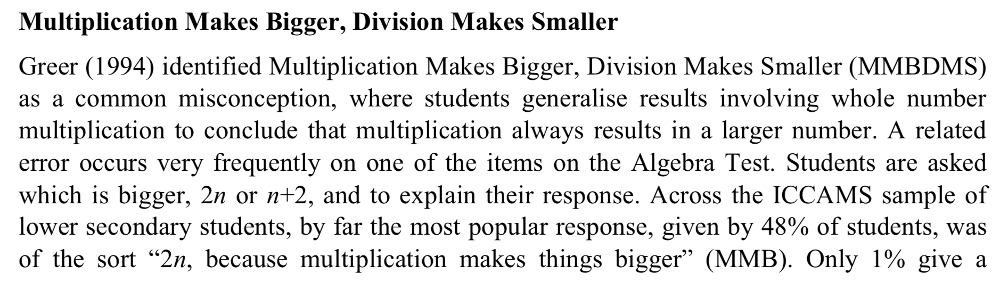 Multiplication Makes Bigger, Division Makes Smaller
Greer (1994) identified Multiplication Makes Bigger, Division Makes Smaller (MMBDMS)
as a common misconception, where students generalise results involving whole number
multiplication to conclude that multiplication always results in a larger number. A related
error occurs very frequently on one of the items on the Algebra Test. Students are asked
which is bigger, 2n or n+2, and to explain their response. Across the ICCAMS sample of
lower secondary students, by far the most popular response, given by 48% of students, was
of the sort “2n, because multiplication makes things bigger” (MMB). Only 1% give a